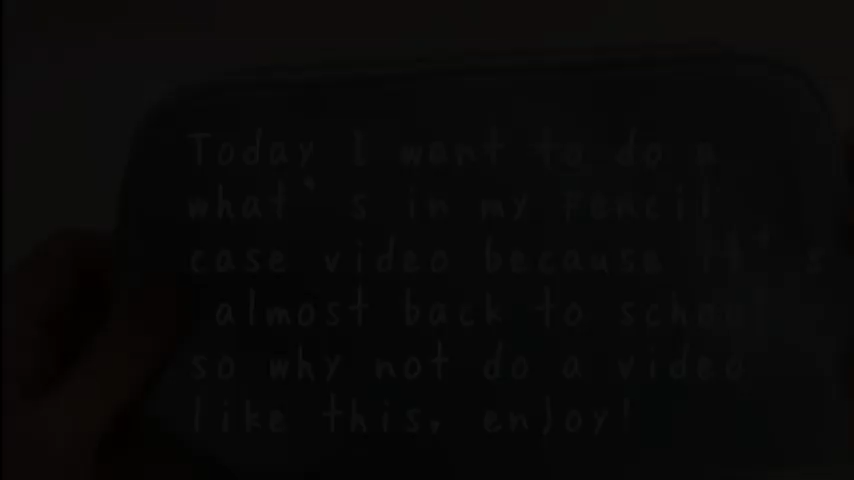 Today I want to do a
what's in my pencil
case video because it's
almost back to school
so why not do a video
like this, enjoy!